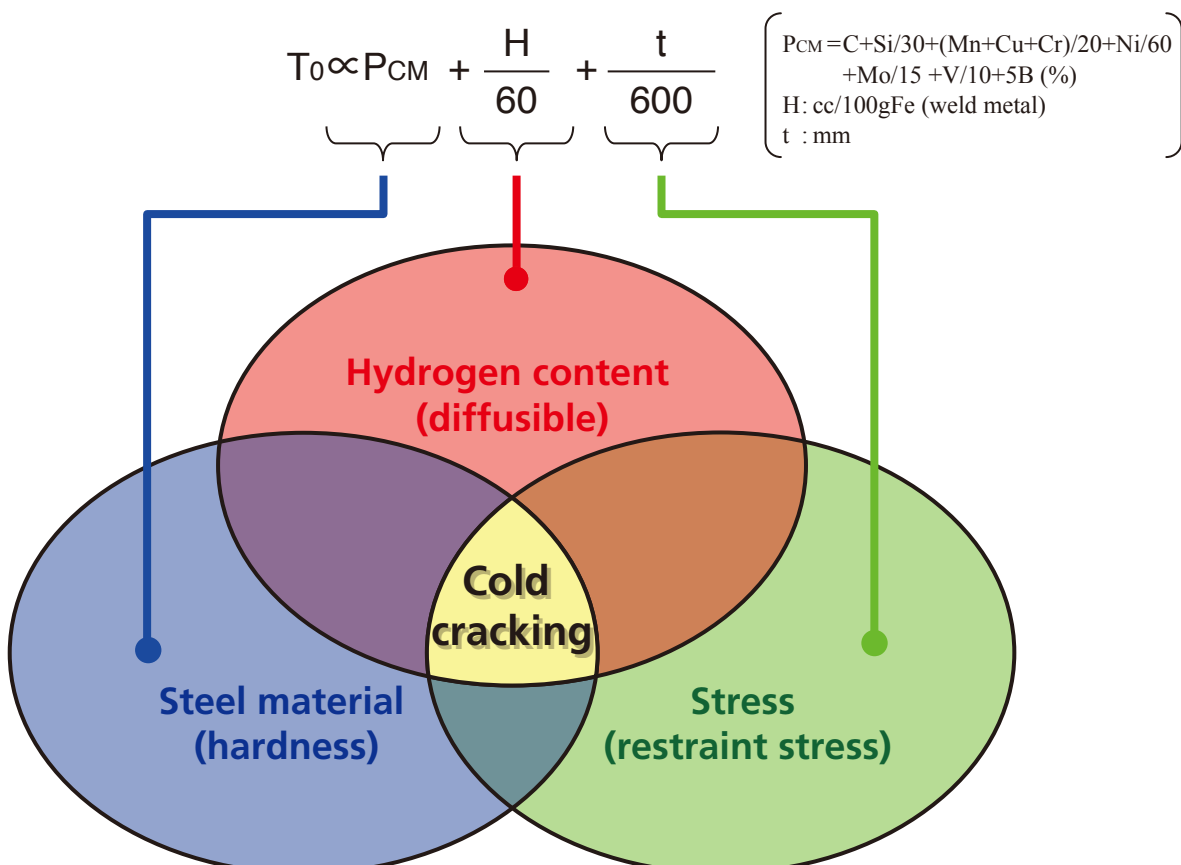 T0∝PCM + H/60 + t/600
PCM=C+Si/30+(Mn+Cu+Cr)/20+Ni/60
+Mo/15 +V/10+5B (%)
H: cc/100gFe (weld metal)
t : mm
Hydrogen content
(diffusible)
Cold
cracking
Steel material
(hardness)
Stress
(restraint stress)